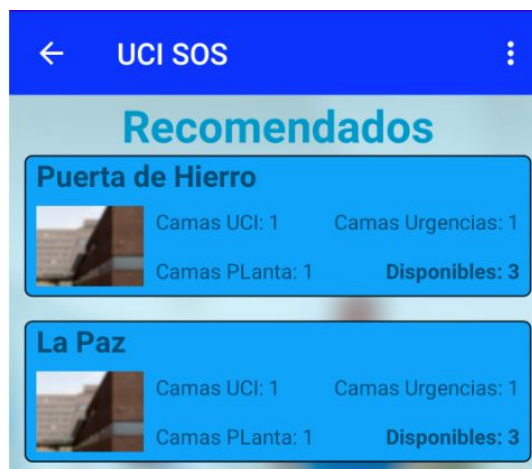 UCI SOS
Recomendados
Puerta de Hierro
Camas UCI: 1 Camas Urgencias: 1
Camas PLanta: 1 Disponibles: 3
La Paz
Camas UCI: 1 Camas Urgencias: 1
Camas PLanta: 1 Disponibles: 3